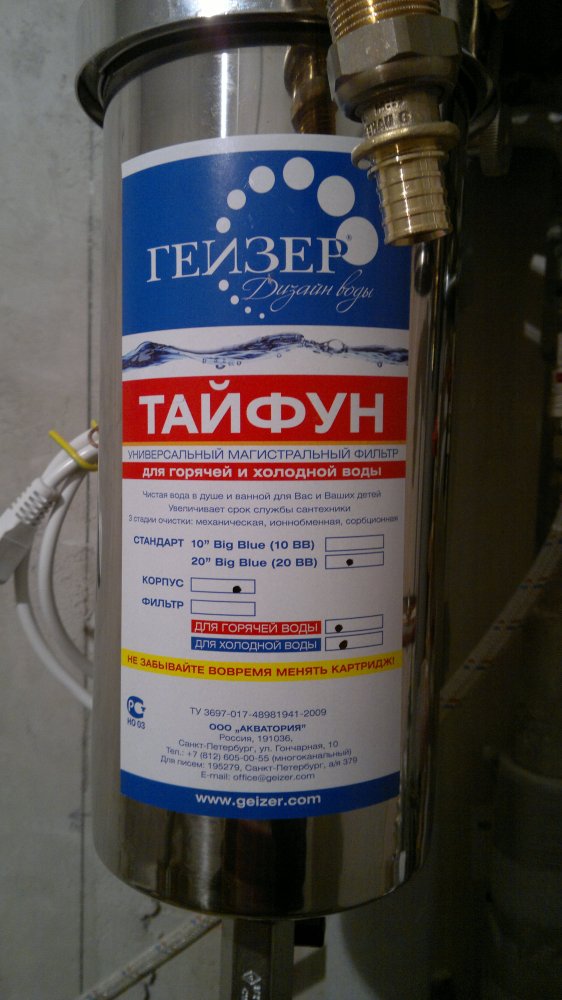 ГЕЙЗЕР®
Дизайн воды
ТАЙФУН
УНИВЕРСАЛЬНЫЙ МАГИСТРАЛЬНЫЙ ФИЛЬТР
для горячей и холодной воды
Чистая вода в душе и ванной для Вас и Ваших детей
Увеличивает срок службы сантехники
3 стадии очистки: механическая, ионнобменная, сорбционная
СТАНДАРТ 10" Big Blue (10 BB)
20" Big Blue (20 BB)
КОРПУС
ФИЛЬТР
ДЛЯ ГОРЯЧЕЙ ВОДЫ
ДЛЯ ХОЛОДНОЙ ВОДЫ
НЕ ЗАБЫВАЙТЕ ВОВРЕМЯ МЕНЯТЬ КАРТРИДЖ!
РС
НО 03
ТУ 3697-017-48981941-2009
ООО „АКВАТОРИЯ"
Россия, 191036,
Санкт-Петербург, ул. Гончарная, 10
Тел.: +7 (812) 605-00-55 (многоканальный)
Для писем: 195279, Санкт-Петербург, а/я 379
E-mail: office@geizer.com
www.geizer.com